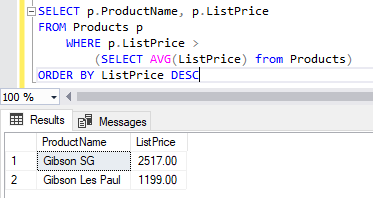 SELECT p.ProductName, p.ListPrice
FROM Products p
WHERE p.ListPrice >
(SELECT AVG(ListPrice) from Products)
ORDER BY ListPrice DESC
100 %
Results Messages
ProductName ListPrice
1 Gibson SG 2517.00
2 Gibson Les Paul 1199.00